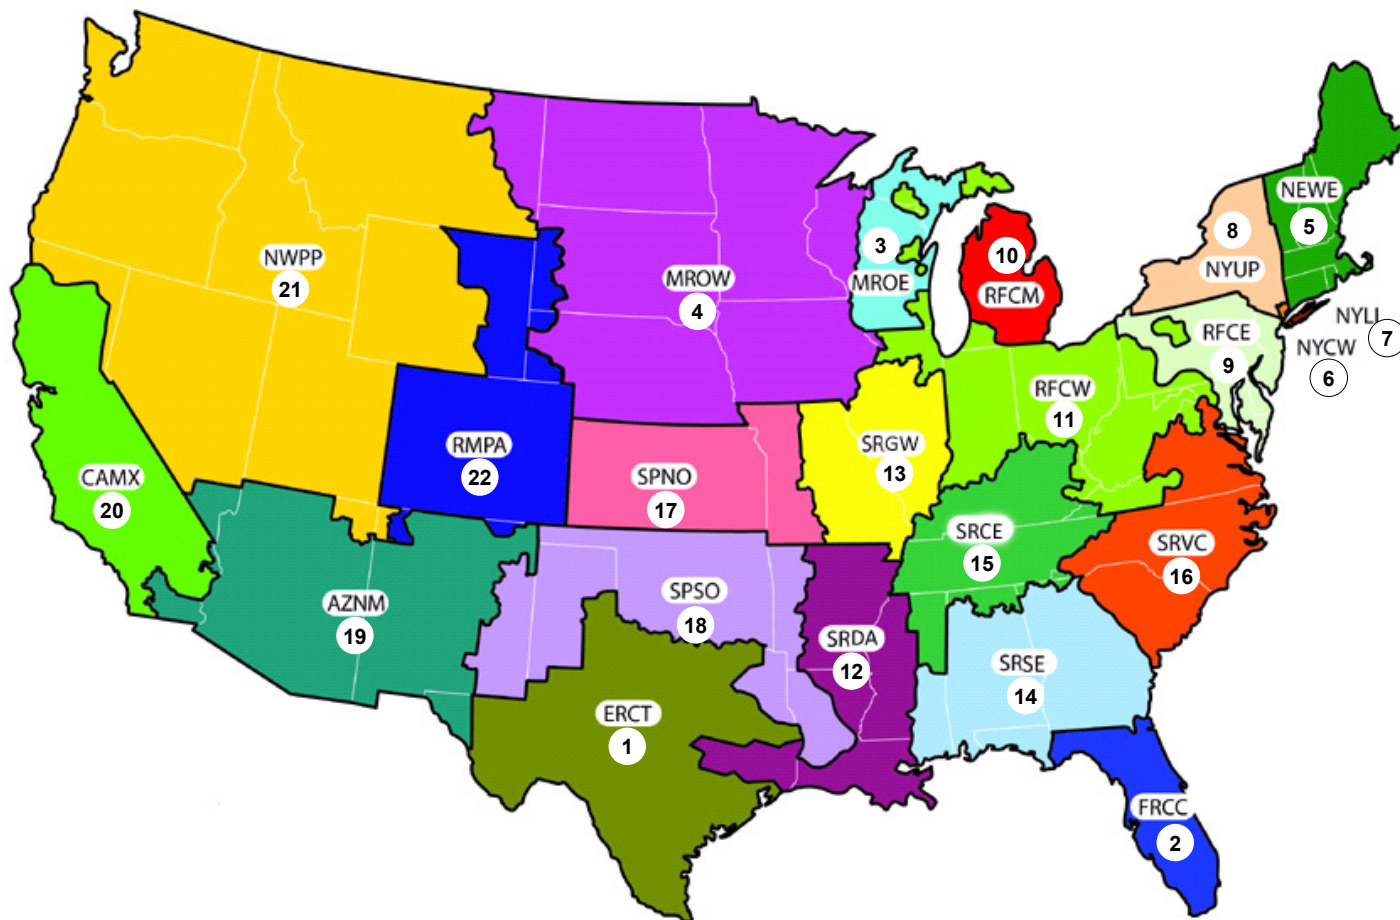 NEWE
5
8
NYUP
3
MROE
10
RFCM
NWPP
21
MROW
4
NYLI
7
NYCW
6
RFCE
9
RFCW
11
RMPA
22
SRGW
13
CAMX
20
SPNO
17
SRCE
15
SRVC
16
AZNM
19
SPSO
18
SRDA
12
SRSE
14
ERCT
1
FRCC
2